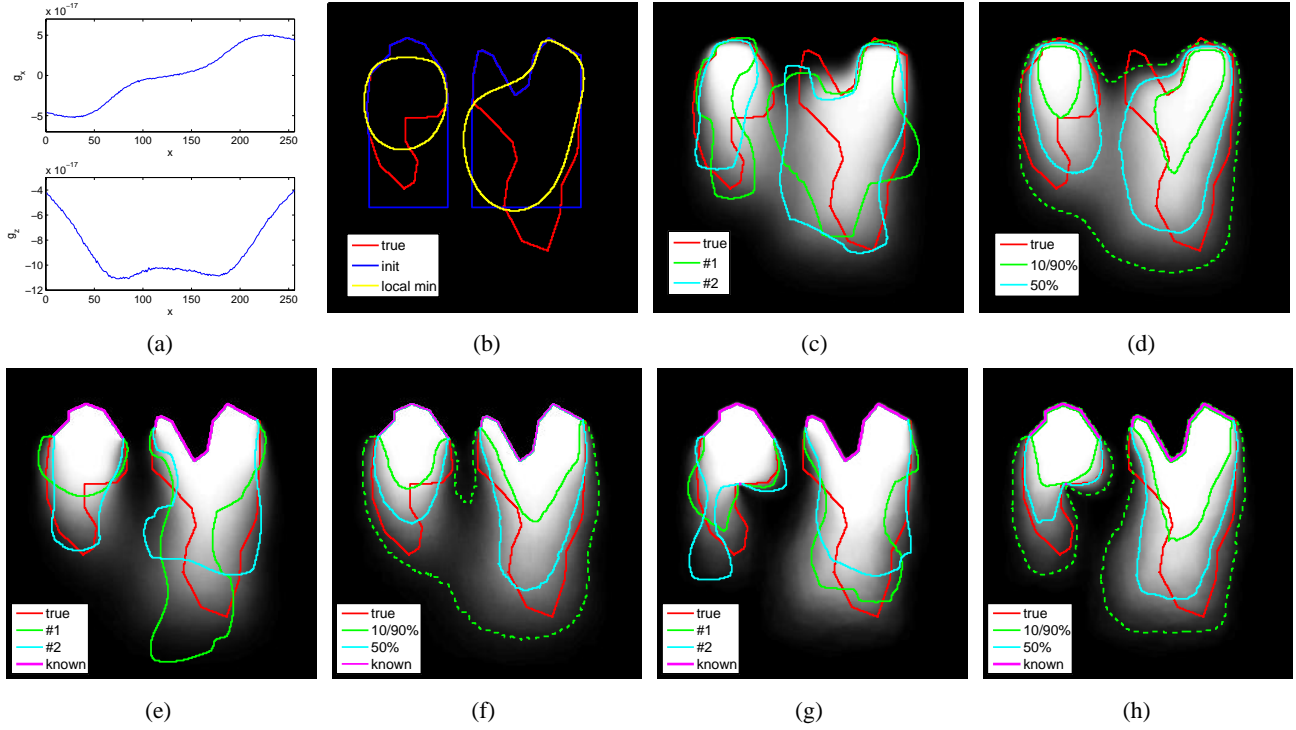 x 10⁻¹⁷
5
0
−5
0 50 100 150 200 250
gₓ
x
x 10⁻¹⁷
−4
−6
−8
−10
−12
0 50 100 150 200 250
g_z
x
(a)
true
init
local min
(b)
true
#1
#2
(c)
true
10/90%
50%
(d)
true
#1
#2
known
(e)
true
10/90%
50%
known
(f)
true
#1
#2
known
(g)
true
10/90%
50%
known
(h)